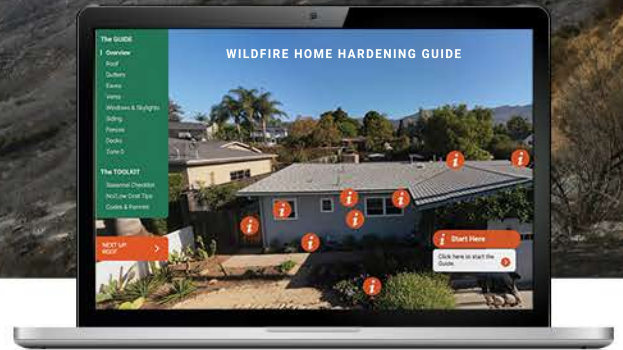 The GUIDE
Overview
Roof
Gutters
Eaves
Vents
Windows & Skylights
Siding
Fences
Decks
Zone 0
The TOOLKIT
Seasonal Checklist
No/Low Cost Tips
Codes & Permits
NEXT UP:
ROOF
WILDFIRE HOME HARDENING GUIDE
i
i
i
i
i
i
i
i
i
i Start Here
Click here to start the
Guide.